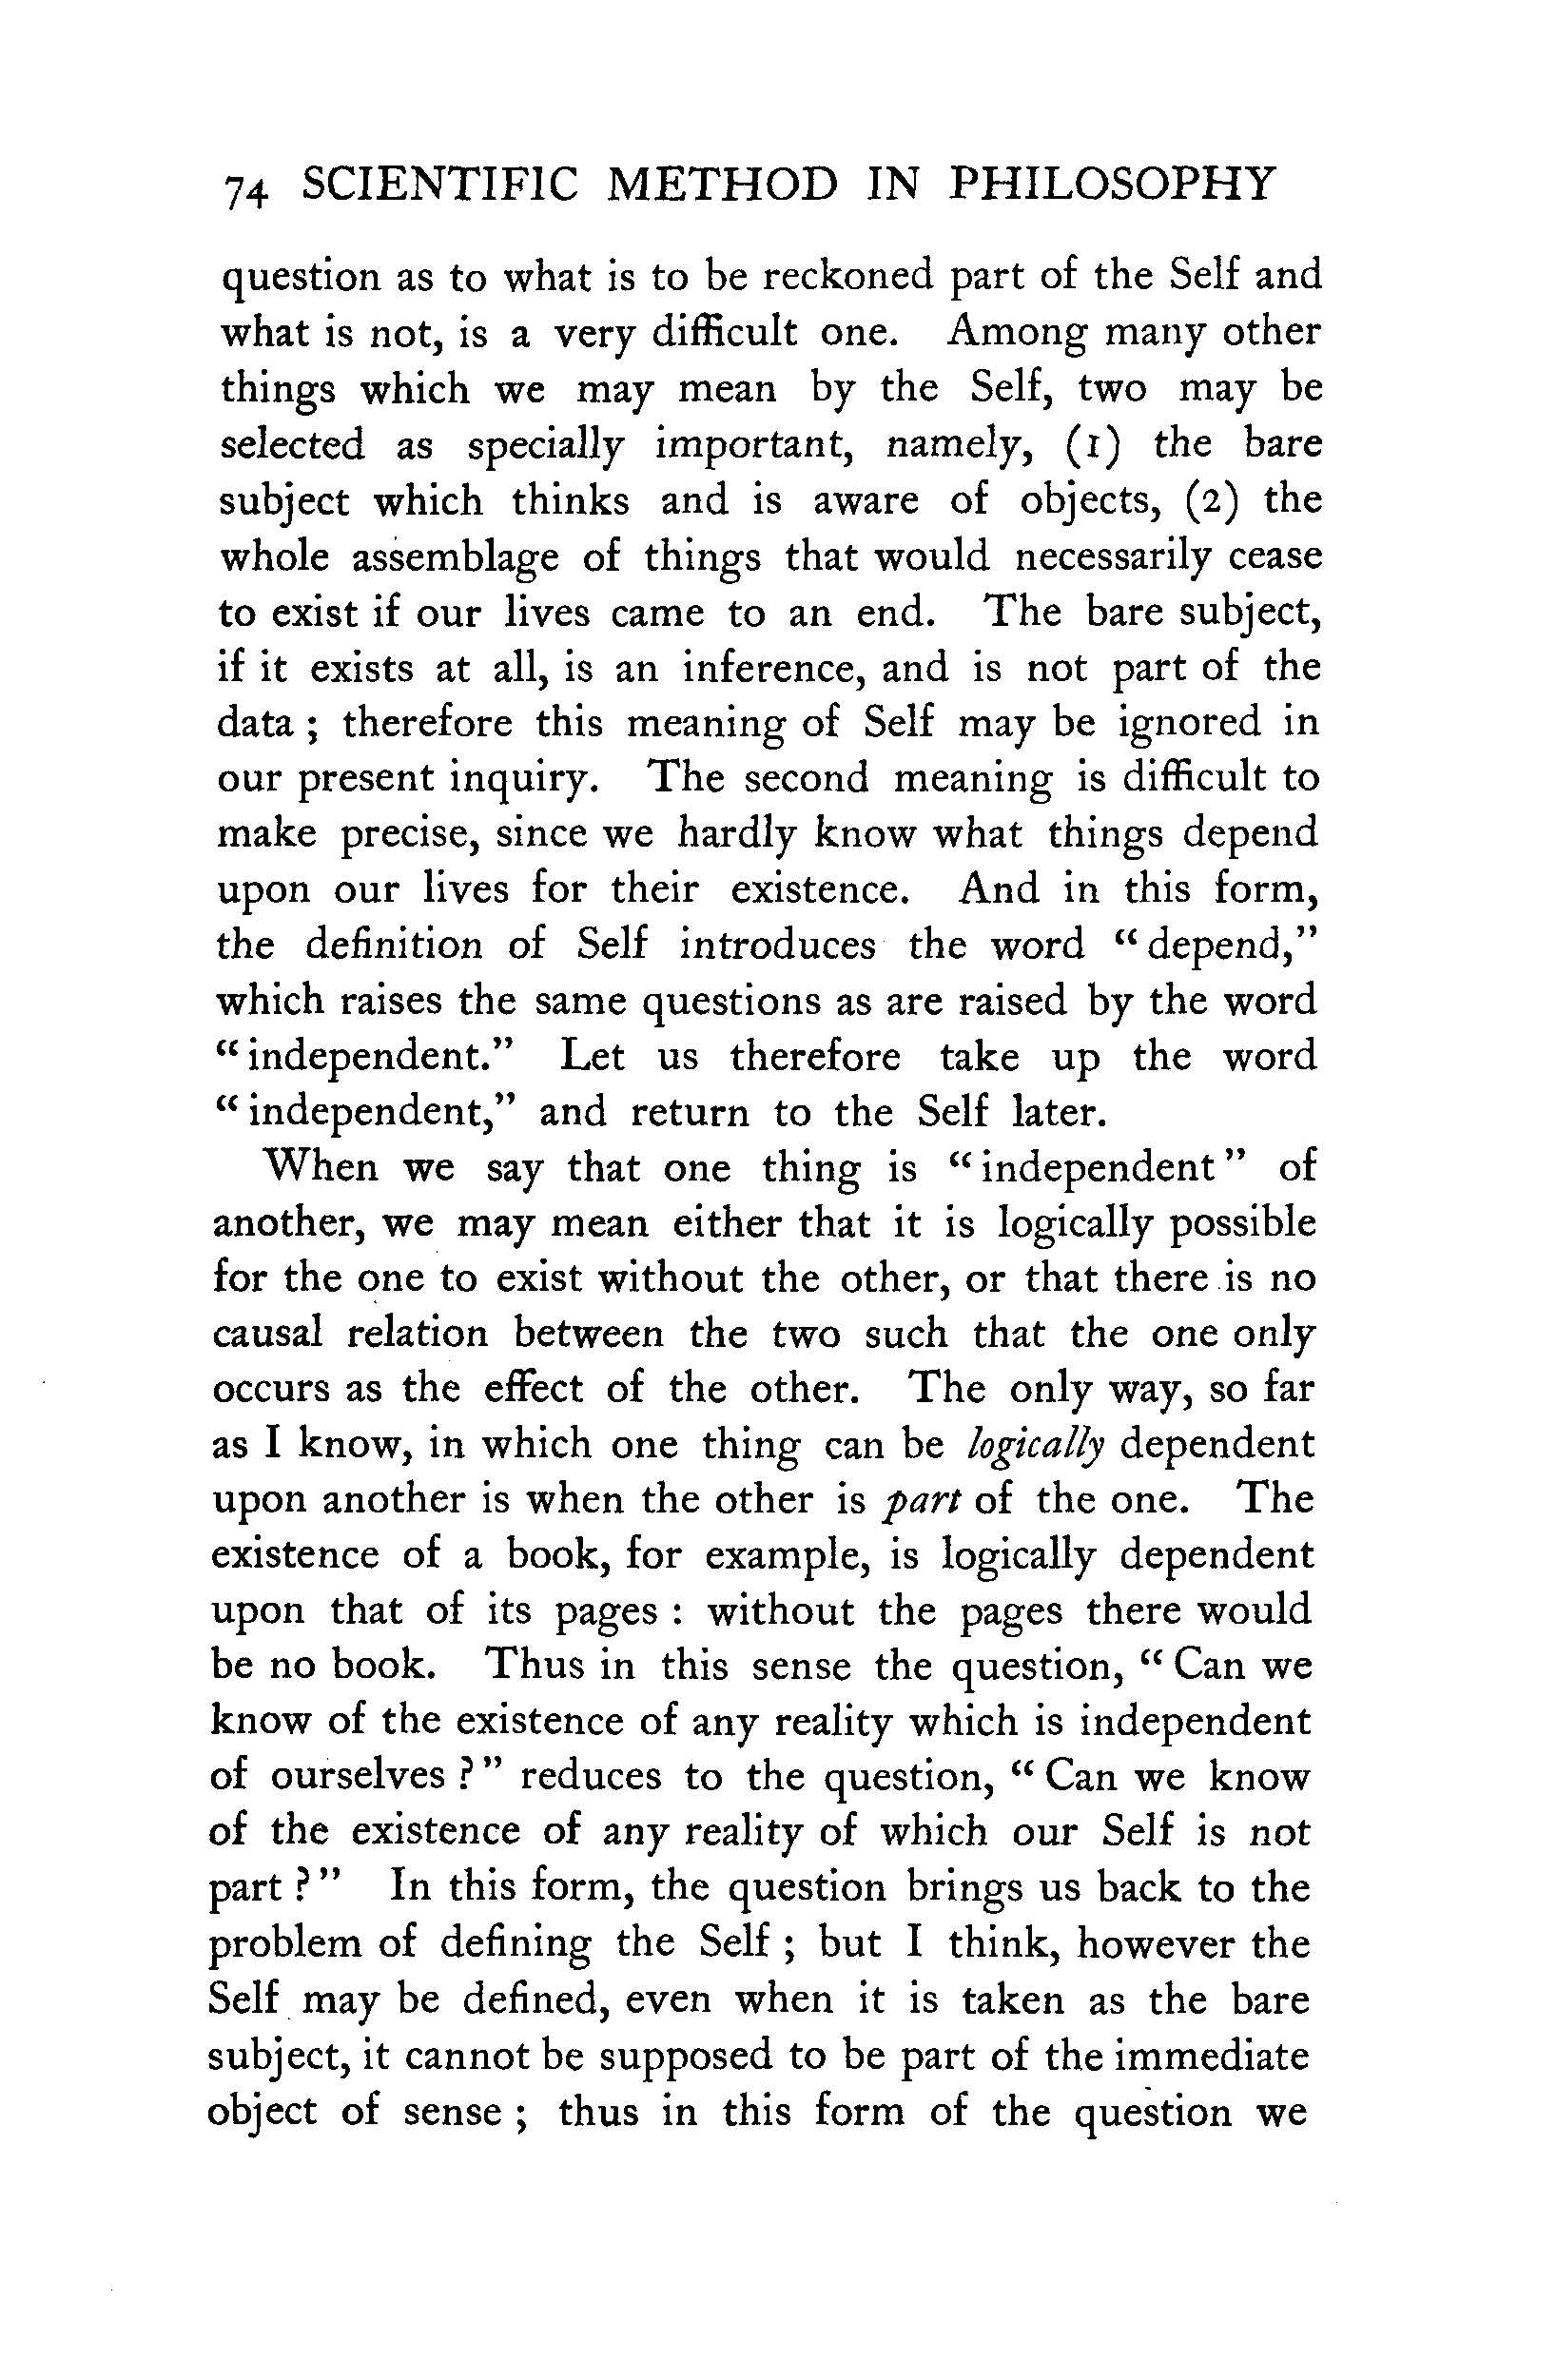 74 SCIENTIFIC METHOD IN PHILOSOPHY
question as to what is to be reckoned part of the Self and
what is not, is a very difficult one. Among many other
things which we may mean by the Self, two may be
selected as specially important, namely, (1) the bare
subject which thinks and is aware of objects, (2) the
whole assemblage of things that would necessarily cease
to exist if our lives came to an end. The bare subject,
if it exists at all, is an inference, and is not part of the
data ; therefore this meaning of Self may be ignored in
our present inquiry. The second meaning is difficult to
make precise, since we hardly know what things depend
upon our lives for their existence. And in this form,
the definition of Self introduces the word “ depend,”
which raises the same questions as are raised by the word
“ independent.” Let us therefore take up the word
“ independent,” and return to the Self later.
When we say that one thing is “ independent ” of
another, we may mean either that it is logically possible
for the one to exist without the other, or that there is no
causal relation between the two such that the one only
occurs as the effect of the other. The only way, so far
as I know, in which one thing can be logically dependent
upon another is when the other is part of the one. The
existence of a book, for example, is logically dependent
upon that of its pages : without the pages there would
be no book. Thus in this sense the question, “ Can we
know of the existence of any reality which is independent
of ourselves ? ” reduces to the question, “ Can we know
of the existence of any reality of which our Self is not
part ? ” In this form, the question brings us back to the
problem of defining the Self ; but I think, however the
Self may be defined, even when it is taken as the bare
subject, it cannot be supposed to be part of the immediate
object of sense ; thus in this form of the question we